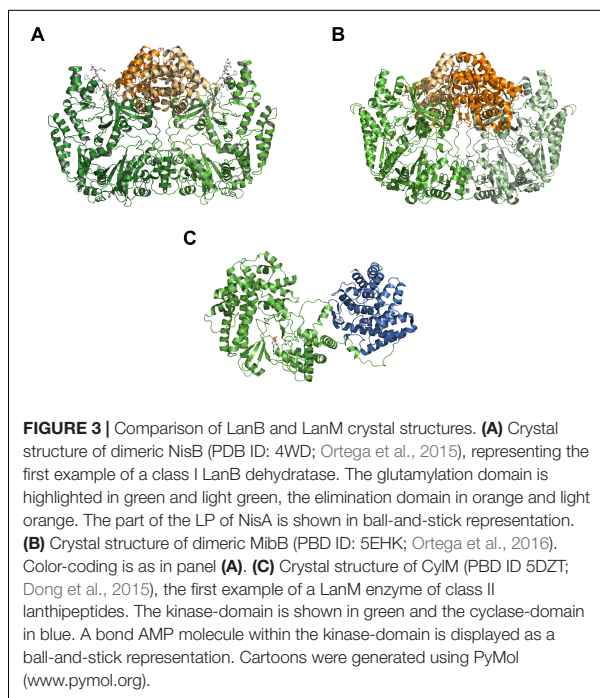 A
B
C
FIGURE 3 | Comparison of LanB and LanM crystal structures. (A) Crystal
structure of dimeric NisB (PDB ID: 4WD; Ortega et al., 2015), representing the
first example of a class I LanB dehydratase. The glutamylation domain is
highlighted in green and light green, the elimination domain in orange and light
orange. The part of the LP of NisA is shown in ball-and-stick representation.
(B) Crystal structure of dimeric MibB (PBD ID: 5EHK; Ortega et al., 2016).
Color-coding is as in panel (A). (C) Crystal structure of CylM (PBD ID 5DZT;
Dong et al., 2015), the first example of a LanM enzyme of class II
lanthipeptides. The kinase-domain is shown in green and the cyclase-domain
in blue. A bond AMP molecule within the kinase-domain is displayed as a
ball-and-stick representation. Cartoons were generated using PyMol
(www.pymol.org).